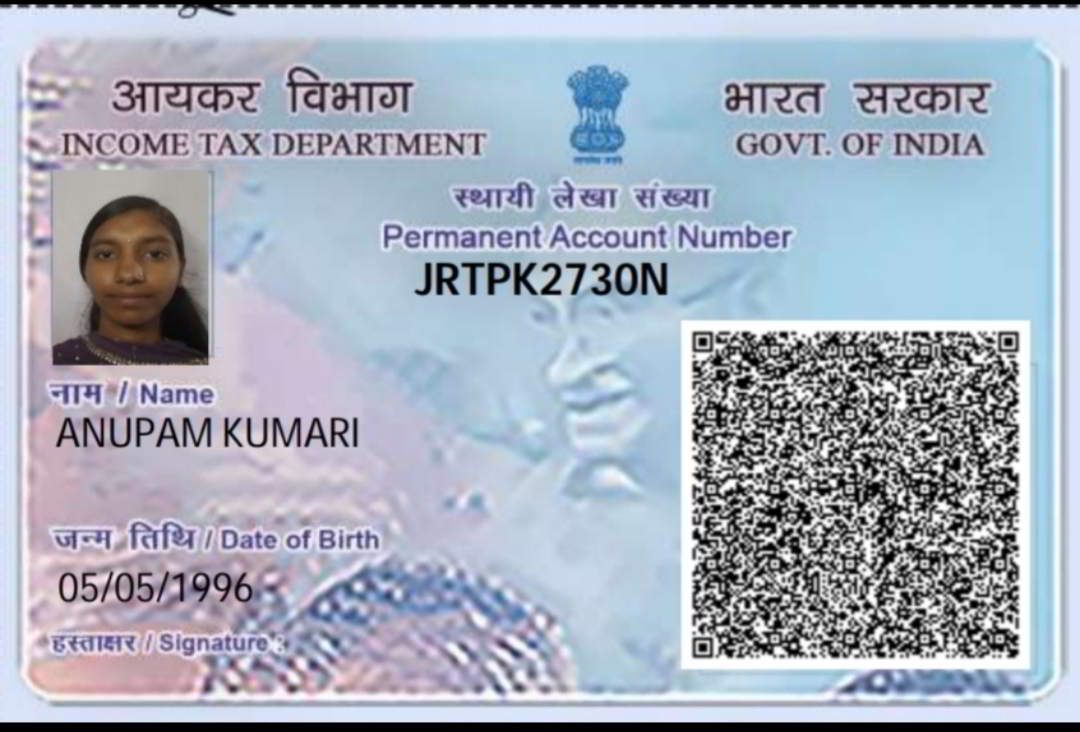 आयकर विभाग
INCOME TAX DEPARTMENT
भारत सरकार
GOVT. OF INDIA
स्थायी लेखा संख्या
Permanent Account Number
JRTPK2730N
नाम / Name
ANUPAM KUMARI
जन्म तिथि / Date of Birth
05/05/1996
हस्ताक्षर / Signature :